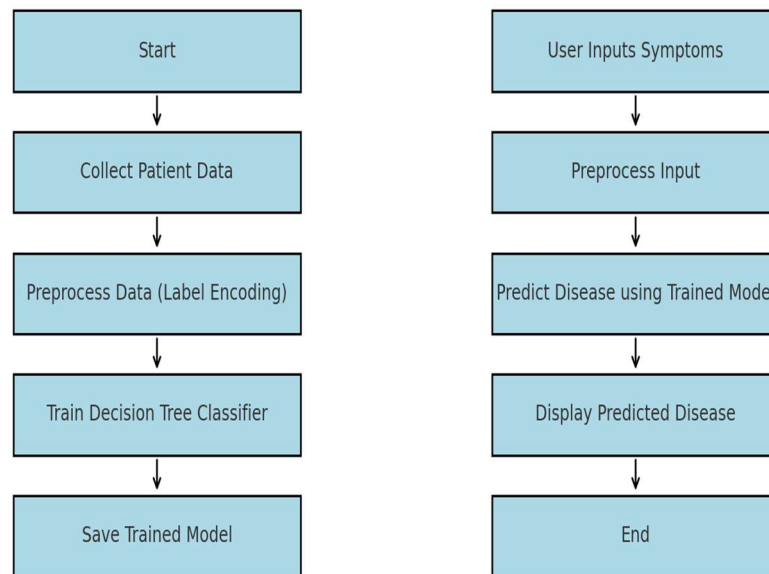 Start
Collect Patient Data
Preprocess Data (Label Encoding)
Train Decision Tree Classifier
Save Trained Model
User Inputs Symptoms
Preprocess Input
Predict Disease using Trained Mode
Display Predicted Disease
End